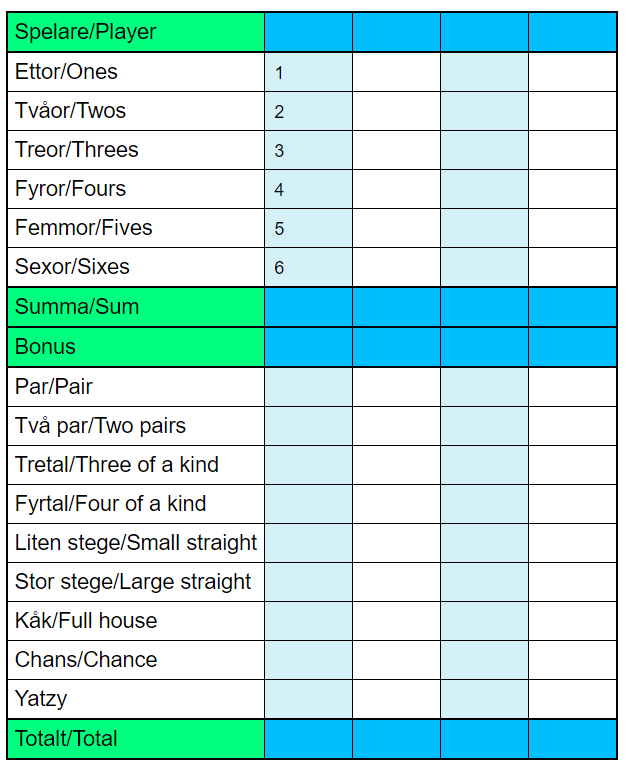 Spelare/Player
Ettor/Ones 1
Tvåor/Twos 2
Treor/Threes 3
Fyror/Fours 4
Femmor/Fives 5
Sexor/Sixes 6
Summa/Sum
Bonus
Par/Pair
Två par/Two pairs
Tretal/Three of a kind
Fyrtal/Four of a kind
Liten stege/Small straight
Stor stege/Large straight
Kåk/Full house
Chans/Chance
Yatzy
Totalt/Total